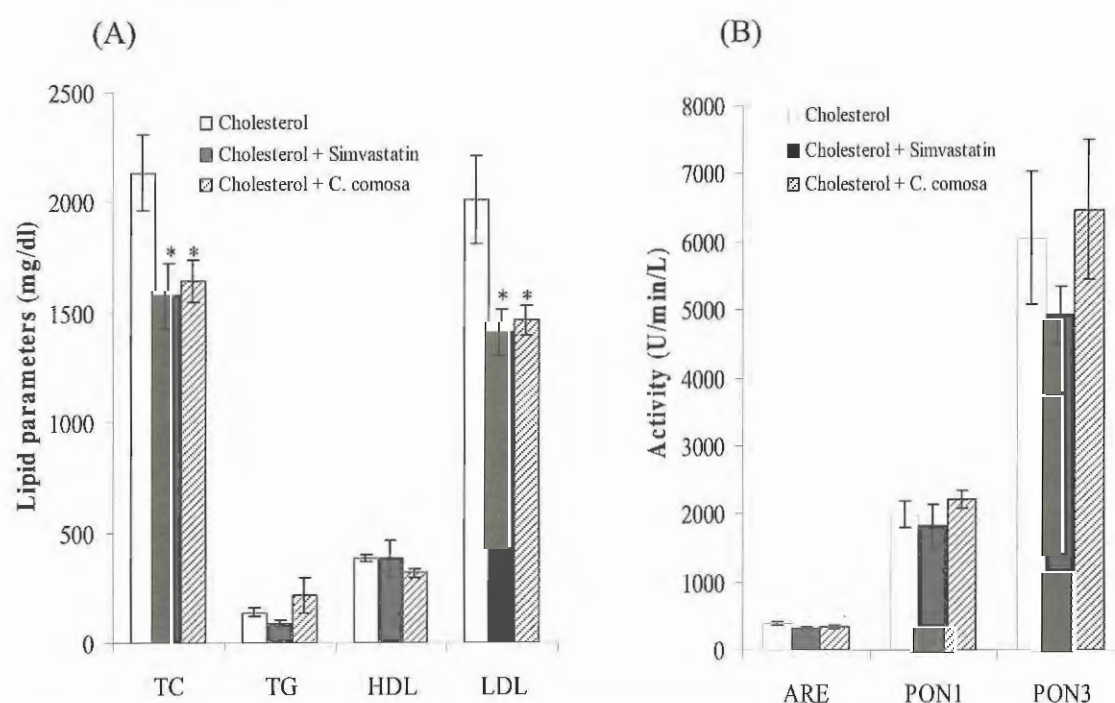 (A)
Lipid parameters (mg/dl)
2500
2000
1500
1000
500
0
Cholesterol
Cholesterol + Simvastatin
Cholesterol + C. comosa
* *
* *
TC TG HDL LDL
(B)
Activity (U/min/L)
8000
7000
6000
5000
4000
3000
2000
1000
0
Cholesterol
Cholesterol + Simvastatin
Cholesterol + C. comosa
ARE PON1 PON3